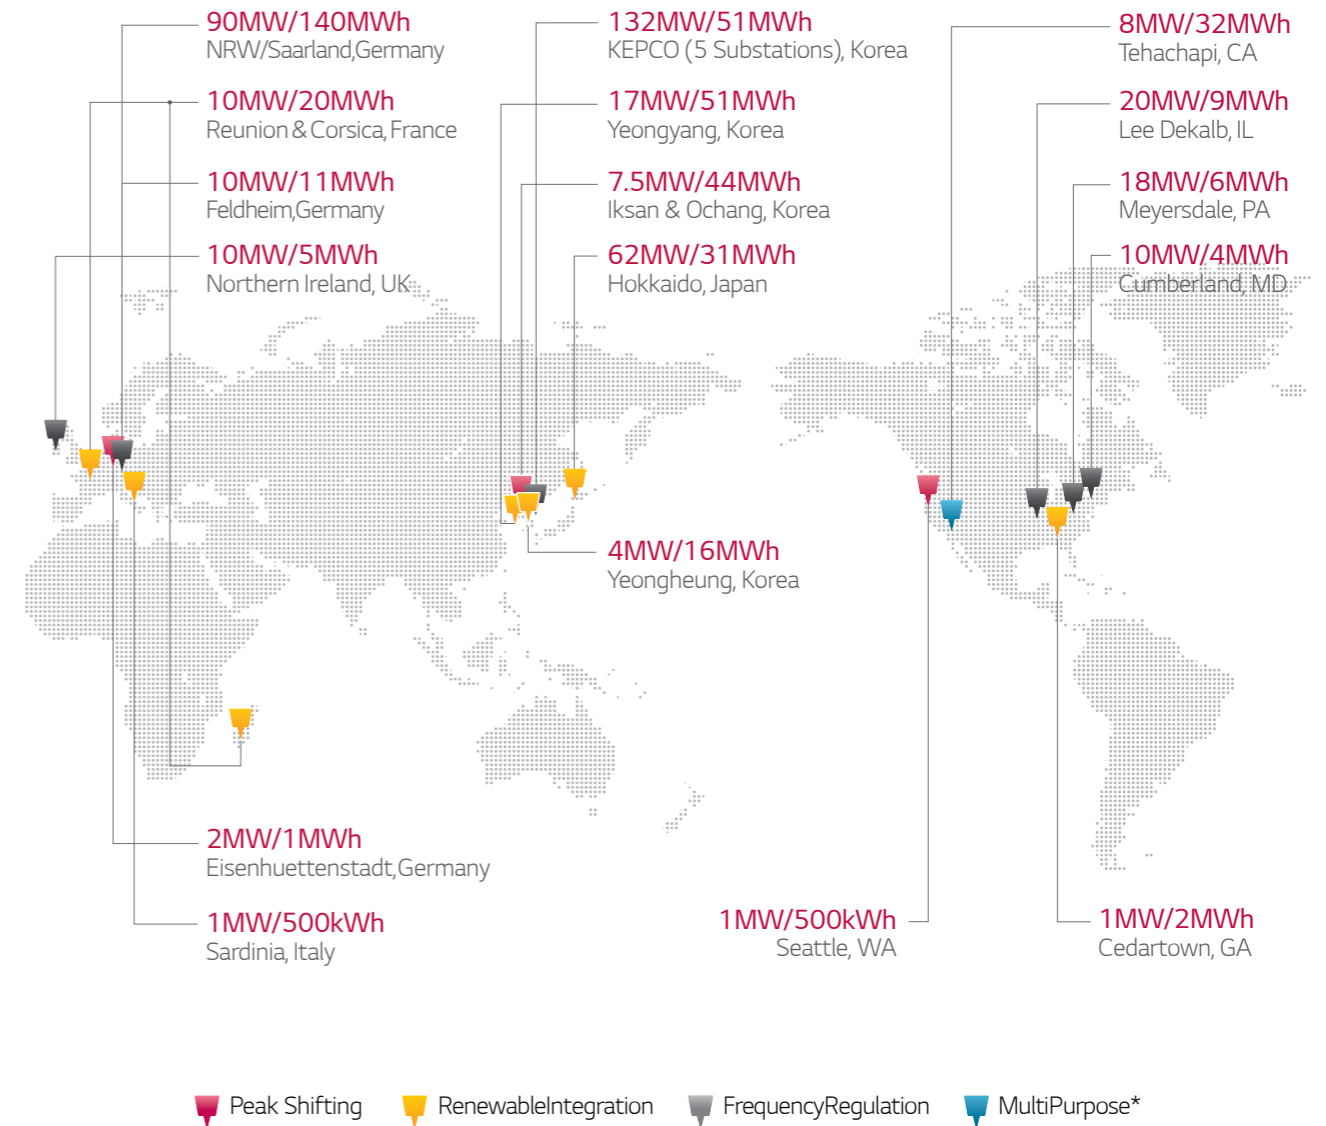 90MW/140MWh
NRW/Saarland,Germany
10MW/20MWh
Reunion & Corsica, France
10MW/11MWh
Feldheim,Germany
10MW/5MWh
Northern Ireland, UK
132MW/51MWh
KEPCO (5 Substations), Korea
17MW/51MWh
Yeongyang, Korea
7.5MW/44MWh
Iksan & Ochang, Korea
62MW/31MWh
Hokkaido, Japan
8MW/32MWh
Tehachapi, CA
20MW/9MWh
Lee Dekalb, IL
18MW/6MWh
Meyersdale, PA
10MW/4MWh
Cumberland, MD
4MW/16MWh
Yeongheung, Korea
2MW/1MWh
Eisenhuettenstadt,Germany
1MW/500kWh
Sardinia, Italy
1MW/500kWh
Seattle, WA
1MW/2MWh
Cedartown, GA
Peak Shifting
RenewableIntegration
FrequencyRegulation
MultiPurpose*